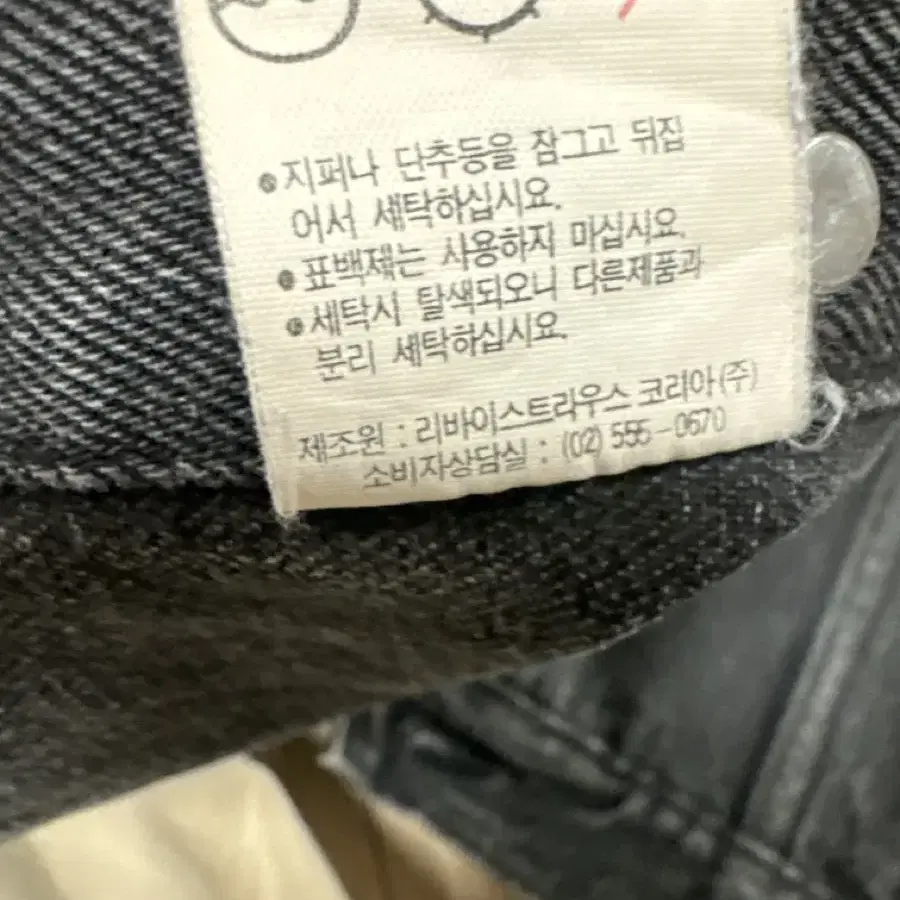 ● 지퍼나 단추등을 잠그고 뒤집
어서 세탁하십시요.
● 표백제는 사용하지 마십시요.
● 세탁시 탈색되오니 다른제품과
분리 세탁하십시요.
제조원 : 리바이스트라우스 코리아(주)
소비자상담실 : (02) 555-0670